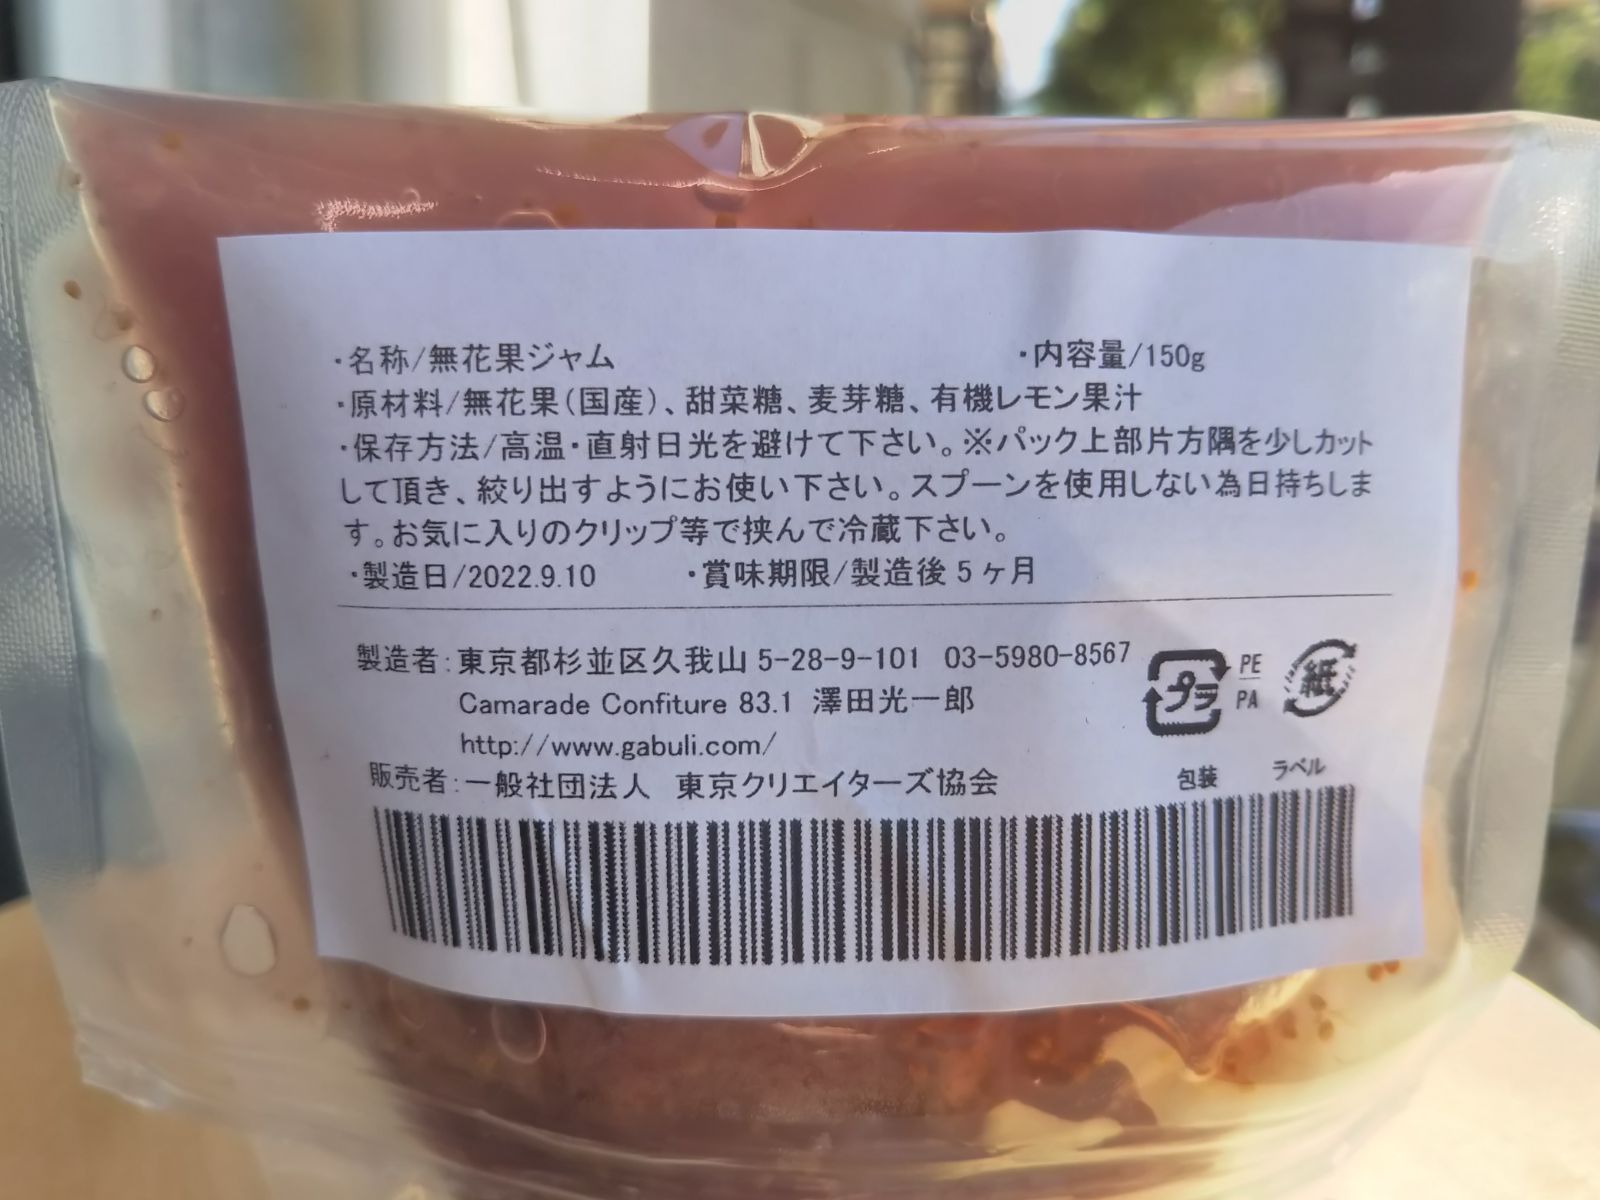 ・名称/無花果ジャム ・内容量/150g
・原材料/無花果(国産)、甜菜糖、麦芽糖、有機レモン果汁
・保存方法/高温・直射日光を避けて下さい。※パック上部片方隅を少しカット
して頂き、絞り出すようにお使い下さい。スプーンを使用しない為日持ちしま
す。お気に入りのクリップ等で挟んで冷蔵下さい。
・製造日/2022.9.10 ・賞味期限/製造後5ヶ月
製造者:東京都杉並区久我山5-28-9-101 03-5980-8567
Camarade Confiture 83.1 澤田光一郎
http://www.gabuli.com/
販売者:一般社団法人 東京クリエイターズ協会
プラ
PE
PA
紙
包装
ラベル